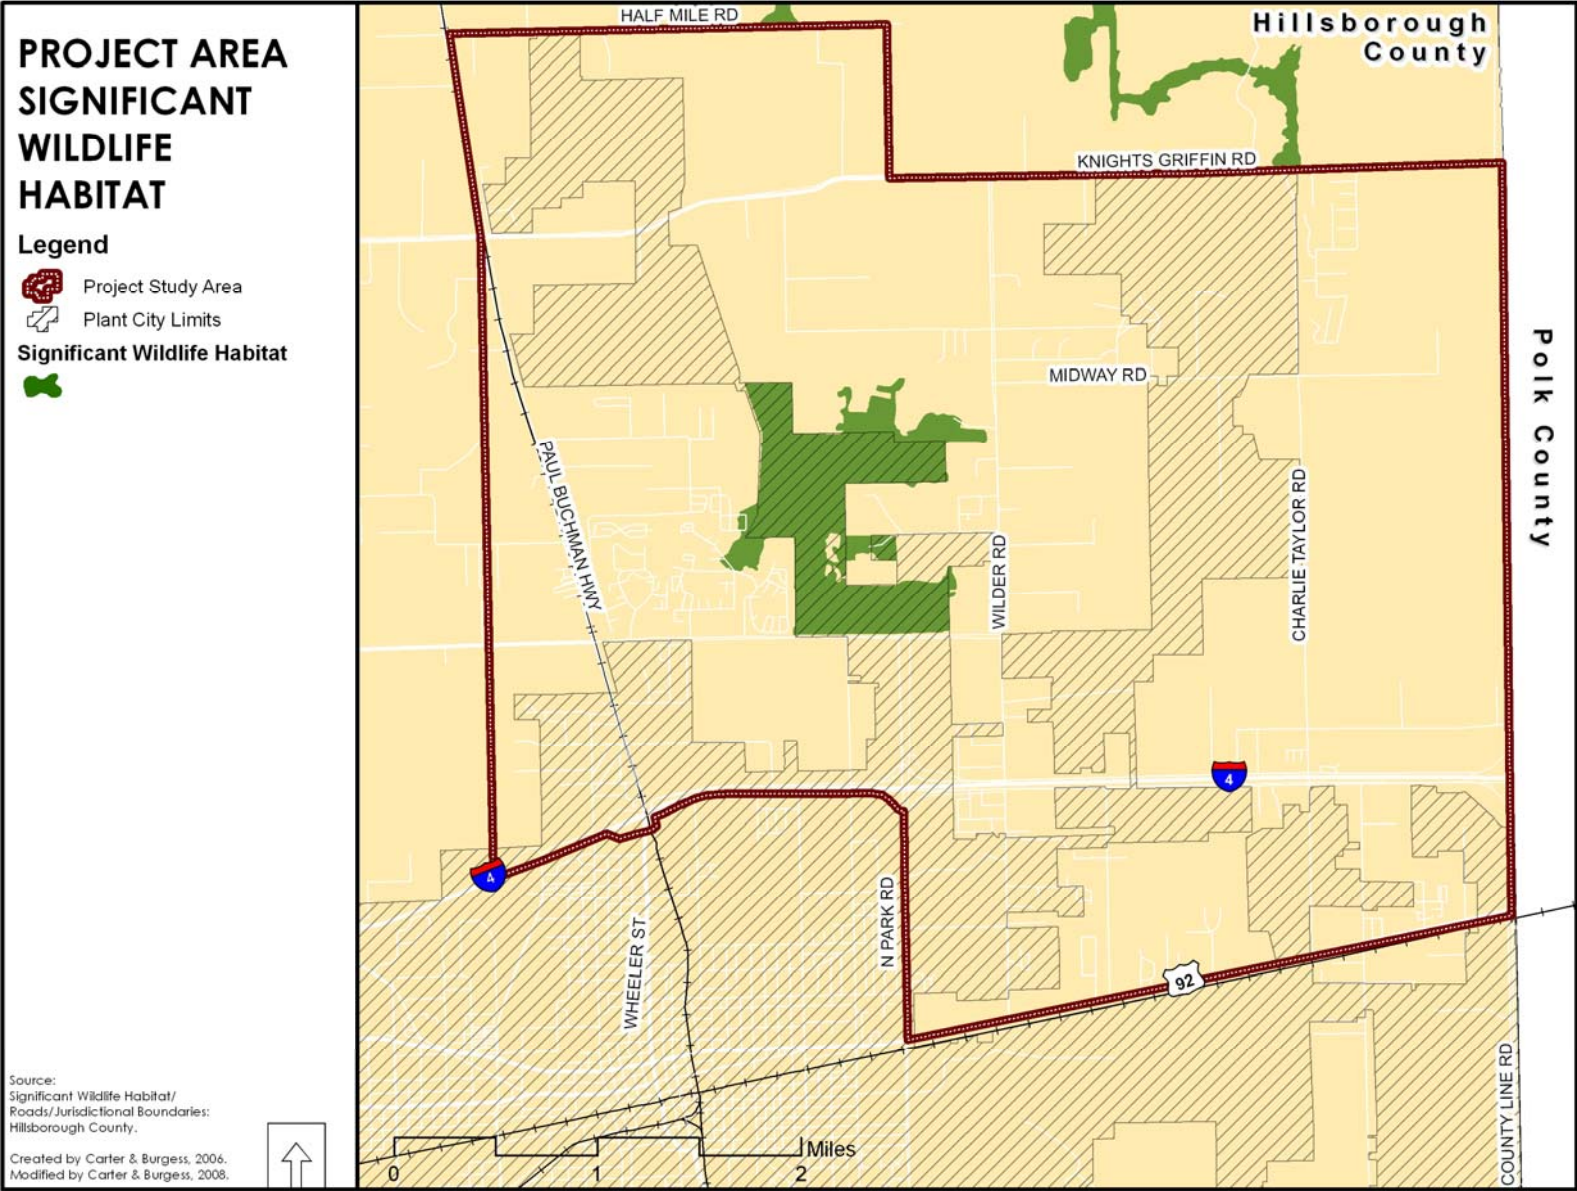 PROJECT AREA
SIGNIFICANT
WILDLIFE
HABITAT
Legend
Project Study Area
Plant City Limits
Significant Wildlife Habitat
Source:
Significant Wildlife Habitat/
Roads/Jurisdictional Boundaries:
Hillsborough County.
Created by Carter & Burgess, 2006.
Modified by Carter & Burgess, 2008.
HALF MILE RD
Hillsborough
County
KNIGHTS GRIFFIN RD
MIDWAY RD
Polk County
PAUL BUCHMAN HWY
WILDER RD
CHARLIE TAYLOR RD
4
4
N PARK RD
WHEELER ST
92
COUNTY LINE RD
Miles
0 1 2